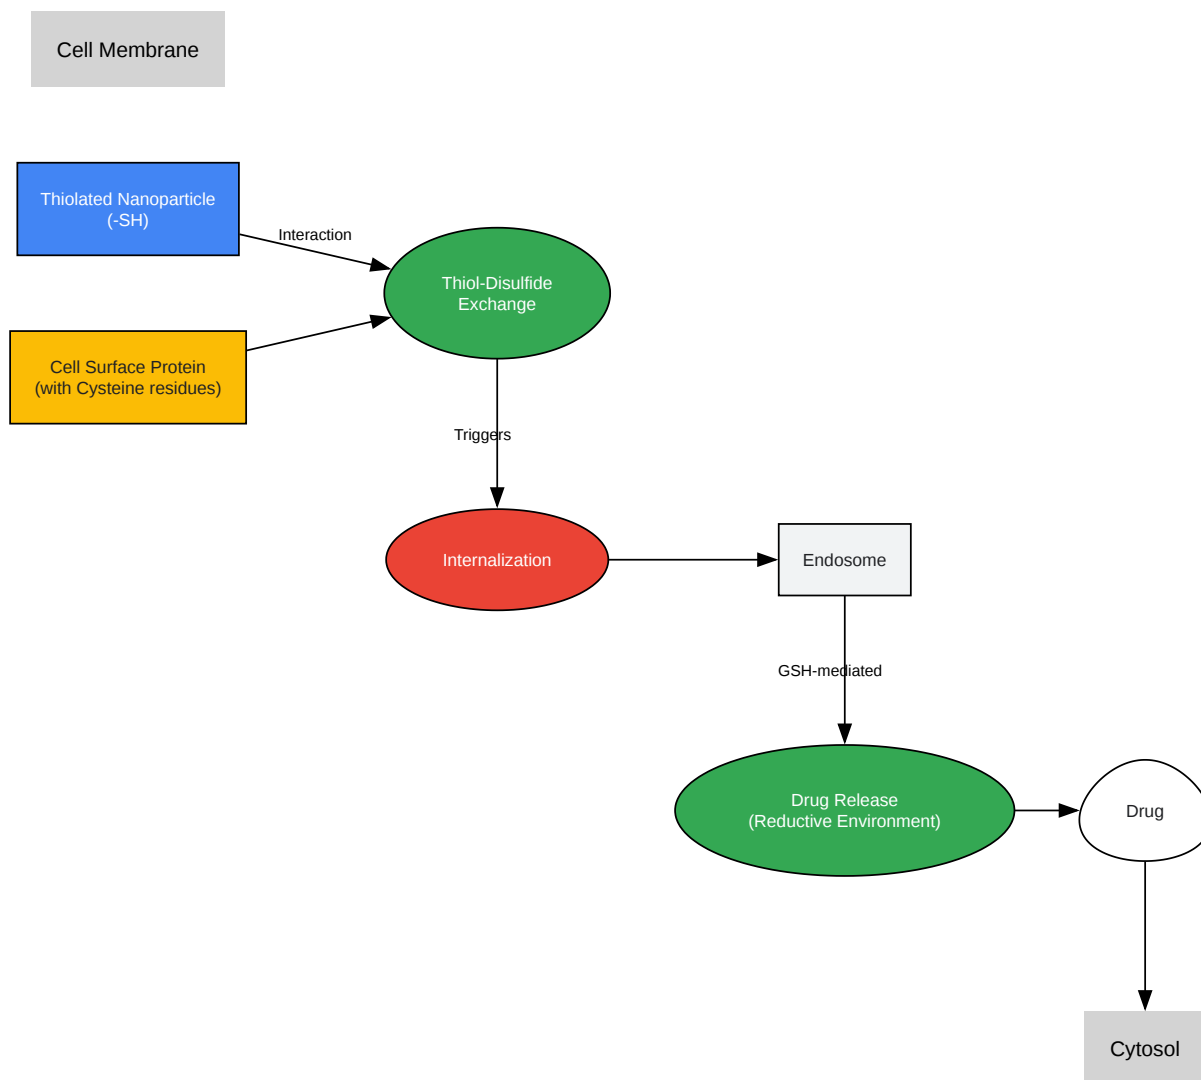 Cell Membrane
Thiolated Nanoparticle
(-SH)
Interaction
Thiol-Disulfide
Exchange
Cell Surface Protein
(with Cysteine residues)
Triggers
Internalization
Endosome
GSH-mediated
Drug Release
(Reductive Environment)
Drug
Cytosol